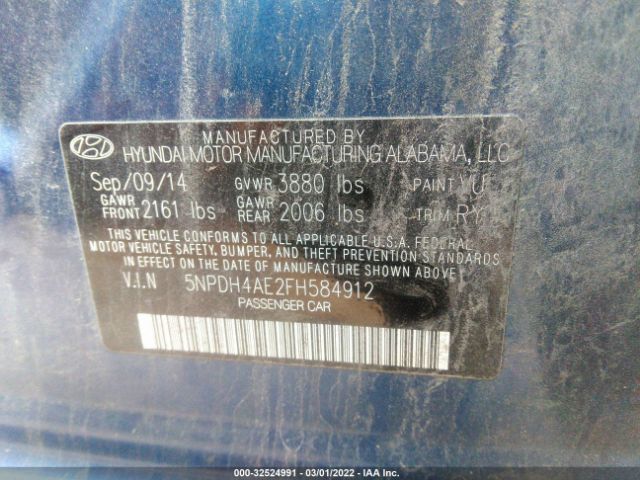 MANUFACTURED BY
HYUNDAI MOTOR MANUFACTURING ALABAMA, LLC
Sep/09/14 GVWR 3880 lbs PAINT YU
GAWR FRONT 2161 lbs GAWR REAR 2006 lbs TRIM RY
THIS VEHICLE CONFORMS TO ALL APPLICABLE U.S.A. FEDERAL
MOTOR VEHICLE SAFETY, BUMPER, AND THEFT PREVENTION STANDARDS
IN EFFECT ON THE DATE OF MANUFACTURE SHOWN ABOVE.
V.I.N 5NPDH4AE2FH584912
PASSENGER CAR
000-32524991 - 03/01/2022 - IAA Inc.